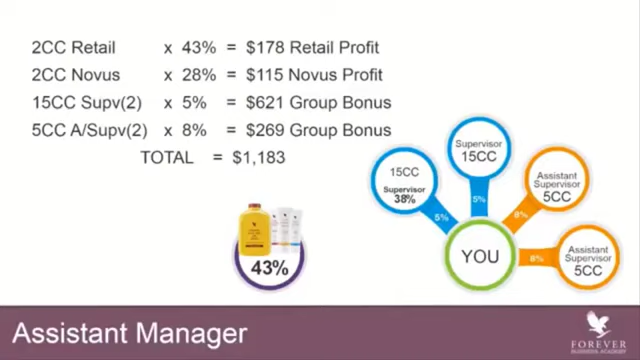 2CC Retail x 43% = $178 Retail Profit
2CC Novus x 28% = $115 Novus Profit
15CC Supv(2) x 5% = $621 Group Bonus
5CC A/Supv(2) x 8% = $269 Group Bonus
TOTAL = $1,183
43%
15CC
Supervisor
38%
5%
Supervisor
15CC
5%
Assistant
Supervisor
5CC
8%
Assistant
Supervisor
5CC
8%
YOU
Assistant Manager
FOREVER
BUSINESS ACADEMY